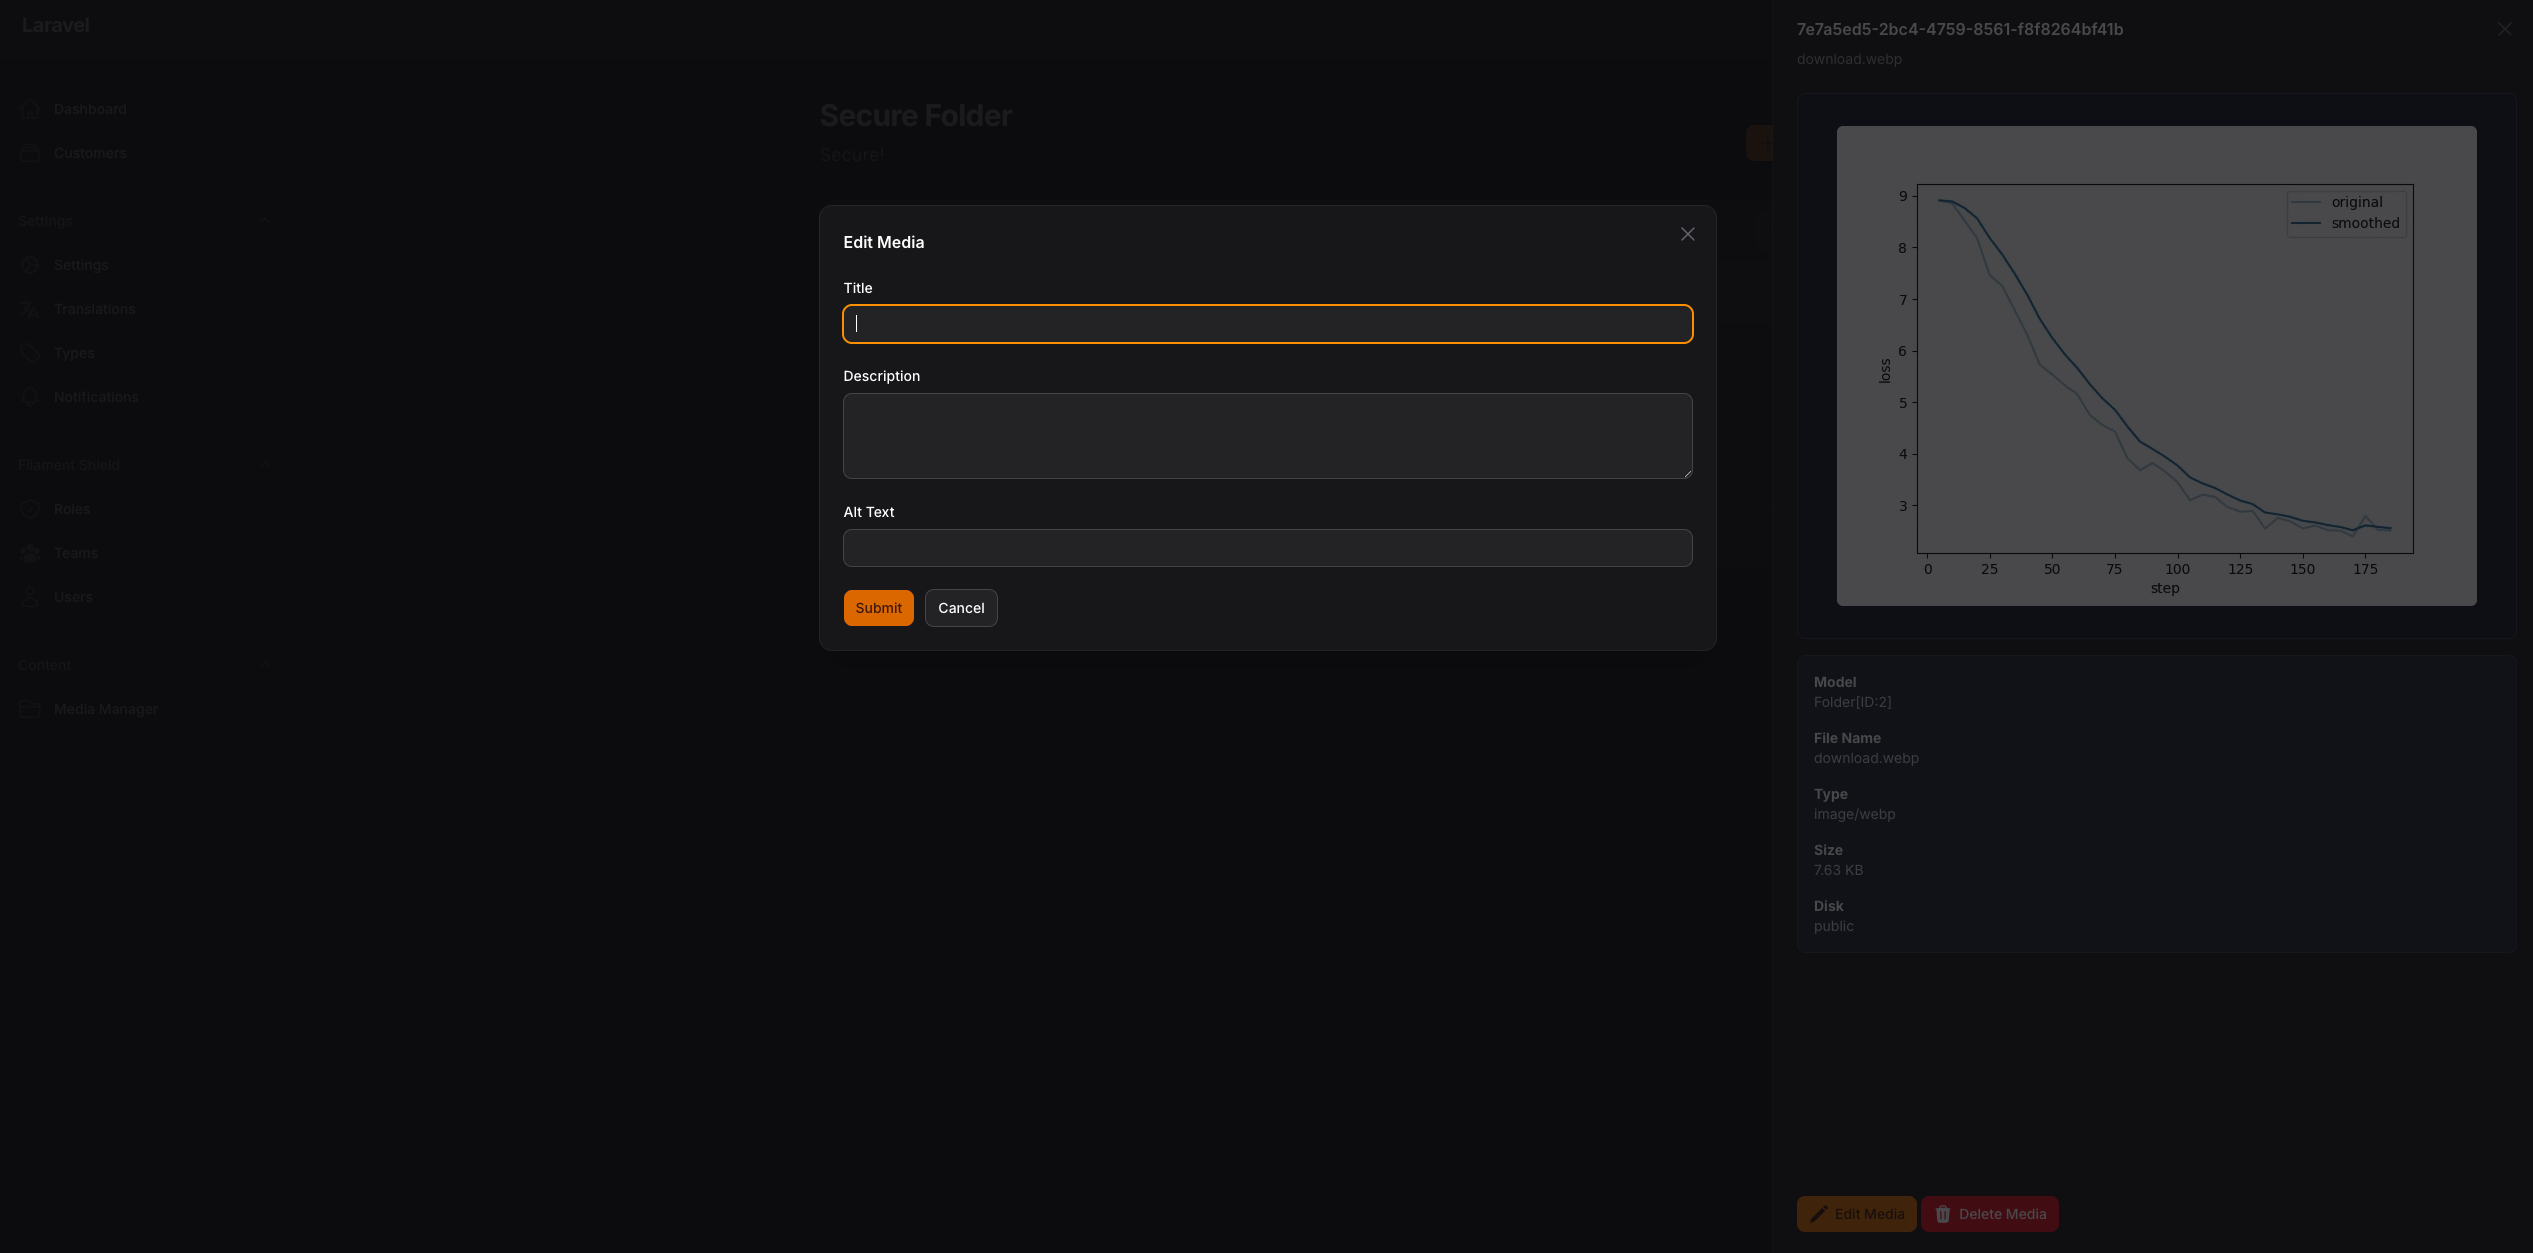 Laravel
Dashboard
Customers
Settings
Settings
Translations
Types
Notifications
Filament Shield
Roles
Teams
Users
Content
Media Manager
Secure Folder
Secure!
Edit Media
Title
Description
Alt Text
Submit
Cancel
7e7a5ed5-2bc4-4759-8561-f8f8264bf41b
download.webp
original
smoothed
9
8
7
6
5
4
3
loss
0 25 50 75 100 125 150 175
step
Model
Folder[ID:2]
File Name
download.webp
Type
image/webp
Size
7.63 KB
Disk
public
Edit Media
Delete Media